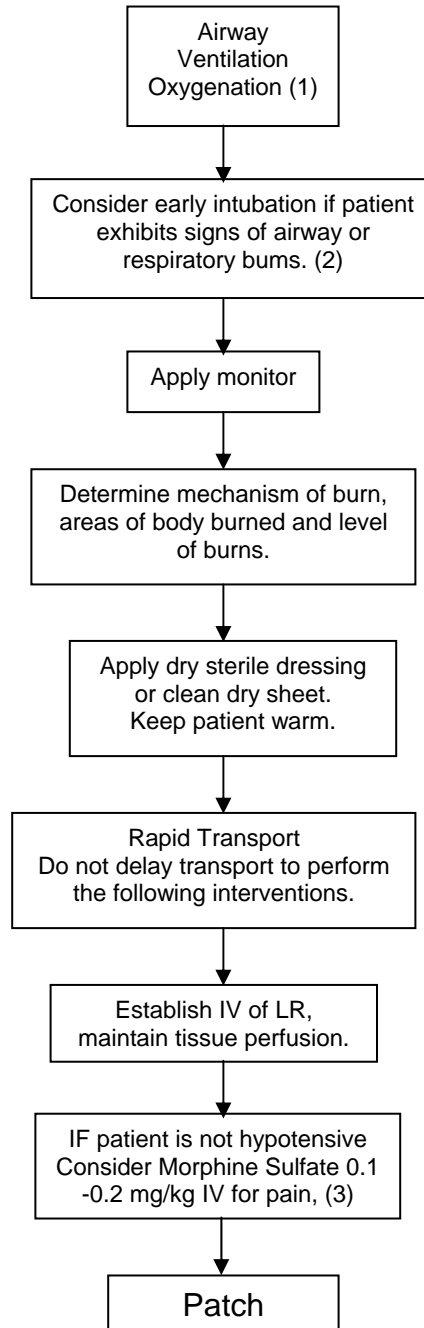 Airway
Ventilation
Oxygenation (1)
Consider early intubation if patient
exhibits signs of airway or
respiratory bums. (2)
Apply monitor
Determine mechanism of burn,
areas of body burned and level
of burns.
Apply dry sterile dressing
or clean dry sheet.
Keep patient warm.
Rapid Transport
Do not delay transport to perform
the following interventions.
Establish IV of LR,
maintain tissue perfusion.
IF patient is not hypotensive
Consider Morphine Sulfate 0.1
-0.2 mg/kg IV for pain, (3)
Patch